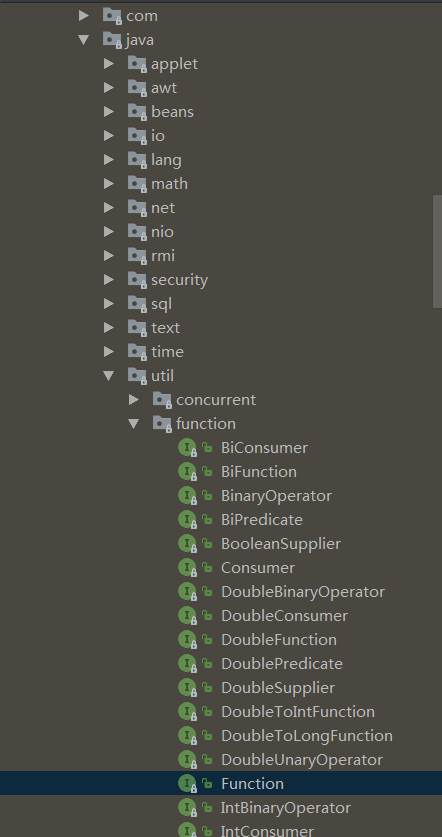 com
java
applet
awt
beans
io
lang
math
net
nio
rmi
security
sql
text
time
util
concurrent
function
BiConsumer
BiFunction
BinaryOperator
BiPredicate
BooleanSupplier
Consumer
DoubleBinaryOperator
DoubleConsumer
DoubleFunction
DoublePredicate
DoubleSupplier
DoubleToIntFunction
DoubleToLongFunction
DoubleUnaryOperator
Function
IntBinaryOperator
IntConsumer